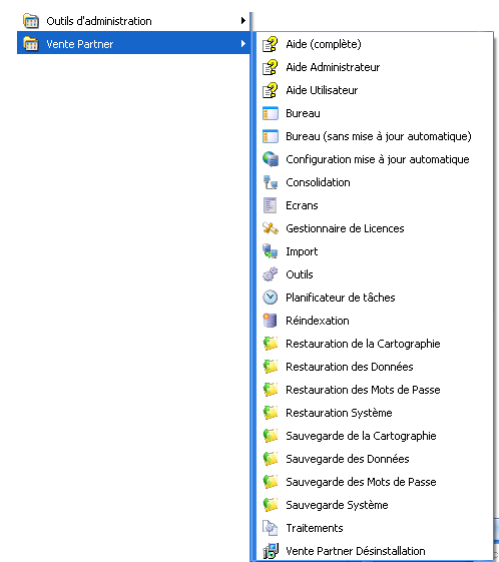 Outils d'administration
Vente Partner
Aide (complète)
Aide Administrateur
Aide Utilisateur
Bureau
Bureau (sans mise à jour automatique)
Configuration mise à jour automatique
Consolidation
Ecrans
Gestionnaire de Licences
Import
Outils
Planificateur de tâches
Réindexation
Restauration de la Cartographie
Restauration des Données
Restauration des Mots de Passe
Restauration Système
Sauvegarde de la Cartographie
Sauvegarde des Données
Sauvegarde des Mots de Passe
Sauvegarde Système
Traitements
Vente Partner Désinstallation